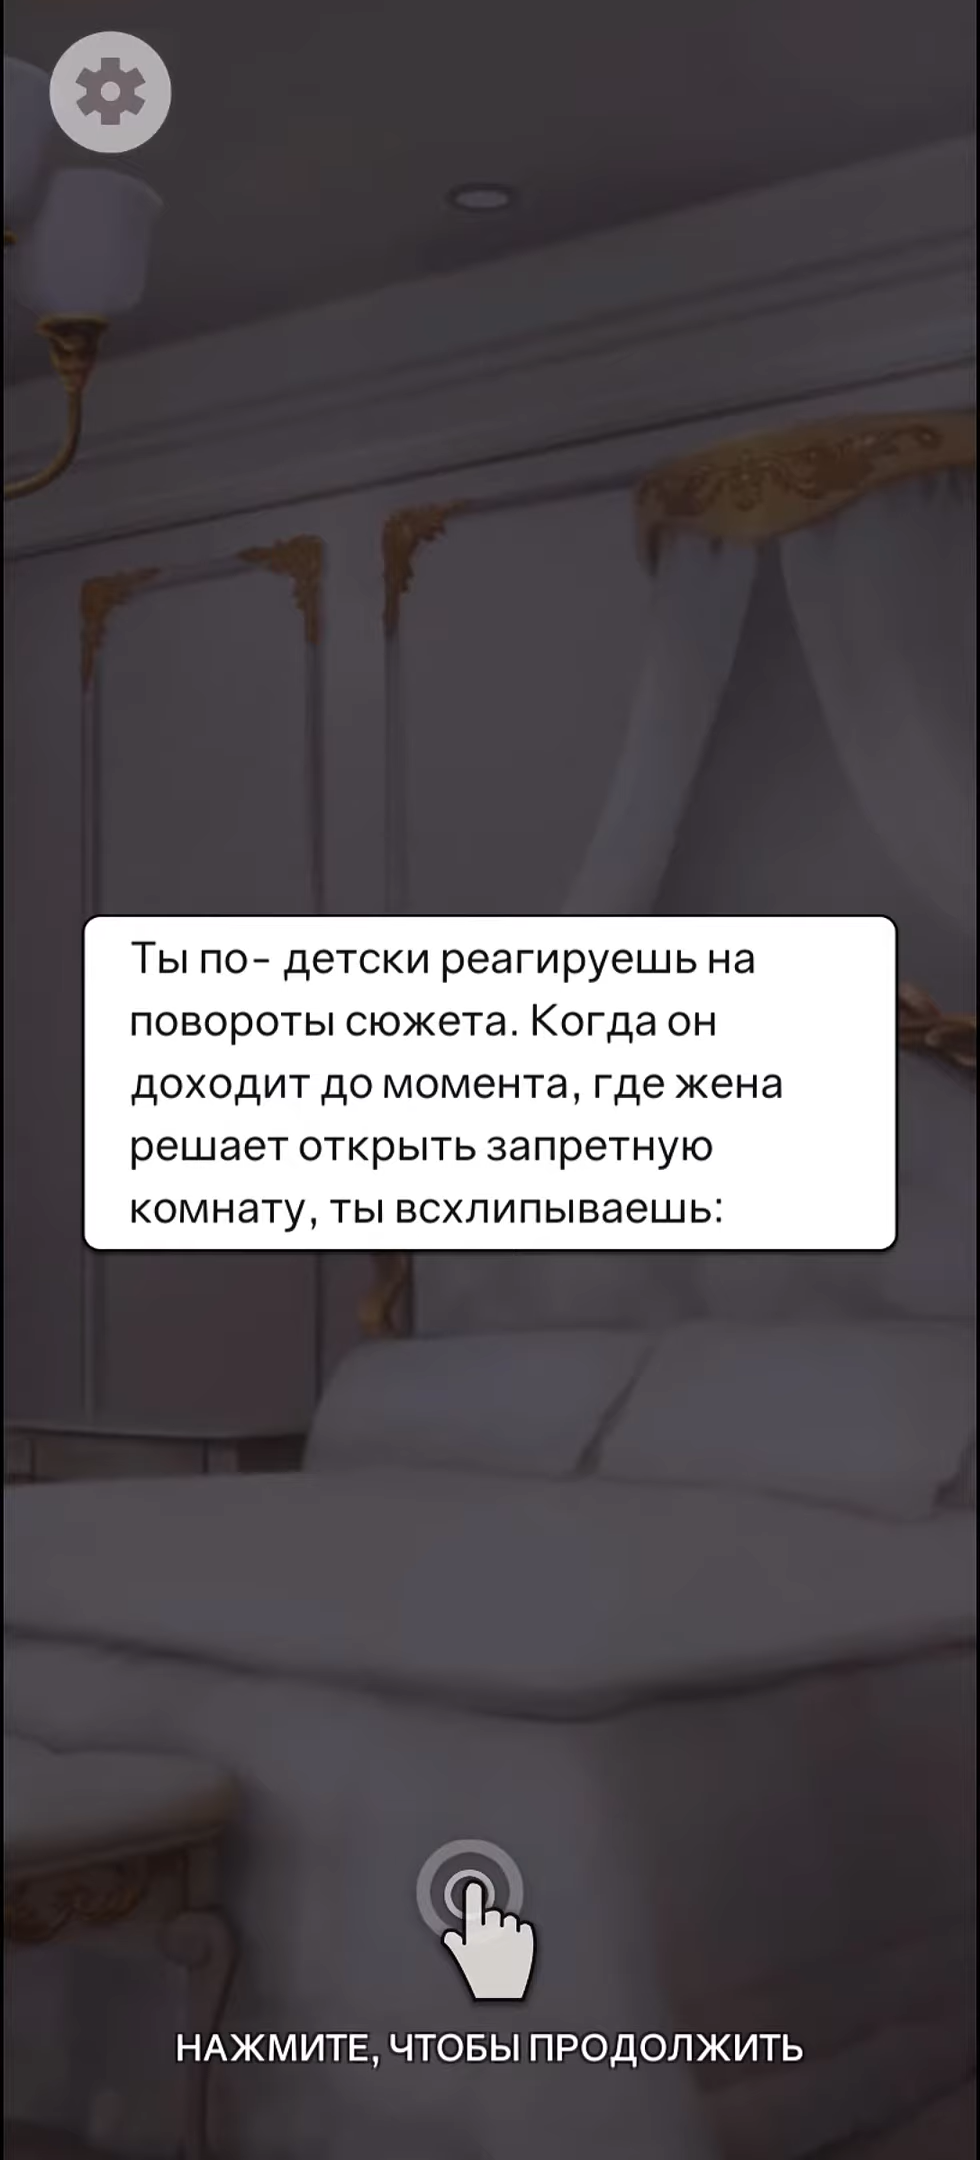 Ты по- детски реагируешь на
повороты сюжета. Когда он
доходит до момента, где жена
решает открыть запретную
комнату, ты всхлипываешь:
НАЖМИТЕ, ЧТОБЫ ПРОДОЛЖИТЬ